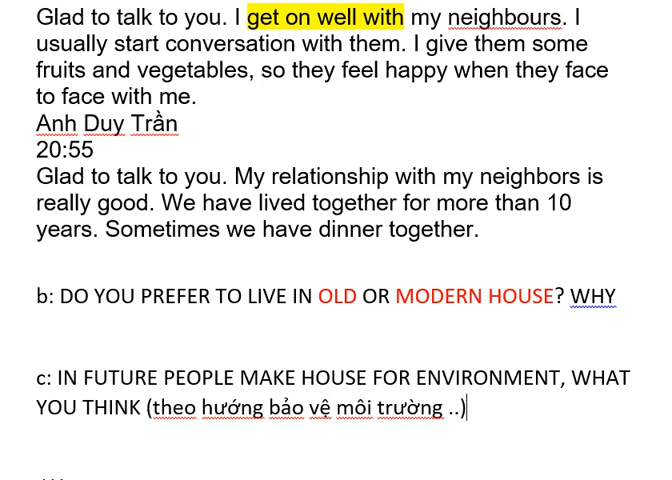 Glad to talk to you. I get on well with my neighbours. I
usually start conversation with them. I give them some
fruits and vegetables, so they feel happy when they face
to face with me.
Anh Duy Trần
20:55
Glad to talk to you. My relationship with my neighbors is
really good. We have lived together for more than 10
years. Sometimes we have dinner together.
b: DO YOU PREFER TO LIVE IN OLD OR MODERN HOUSE? WHY
c: IN FUTURE PEOPLE MAKE HOUSE FOR ENVIRONMENT, WHAT
YOU THINK (theo hướng bảo vệ môi trường ..)